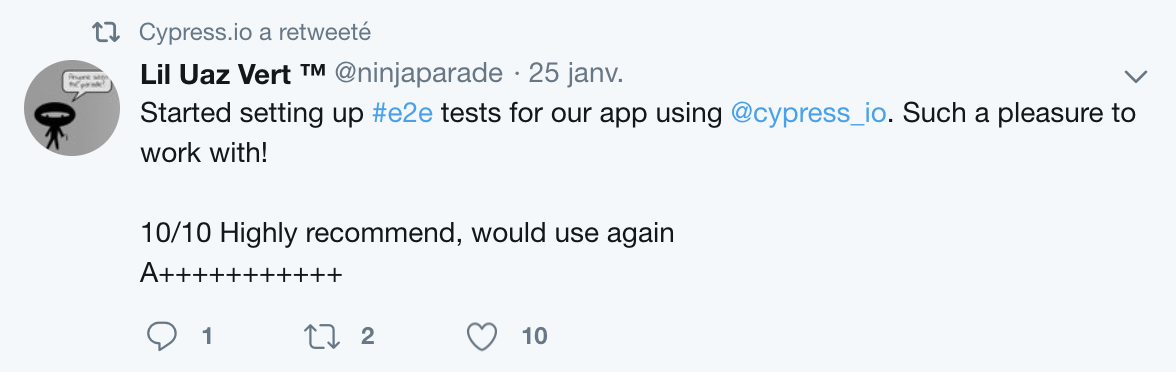 Cypress.io a retweeté
Lil Uaz Vert ™ @ninjaparade · 25 janv.
Started setting up #e2e tests for our app using @cypress_io. Such a pleasure to
work with!
10/10 Highly recommend, would use again
A+++++++++++
1 2 10